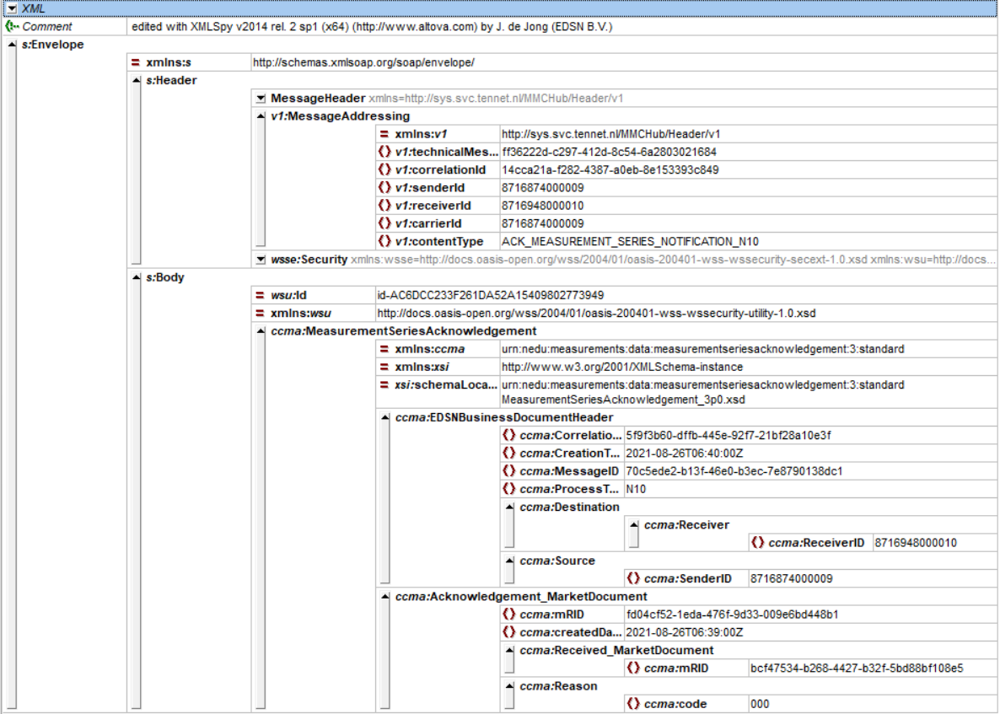 XML
Comment edited with XMLSpy v2014 rel. 2 sp1 (x64) (http://www.altova.com) by J. de Jong (EDSN B.V.)
s:Envelope
= xmlns:s http://schemas.xmlsoap.org/soap/envelope/
s:Header
MessageHeader xmlns=http://sys.svc.tennet.nl/MMCHub/Header/v1
v1:MessageAddressing
= xmlns:v1 http://sys.svc.tennet.nl/MMCHub/Header/v1
() v1:technicalMes... ff36222d-c297-412d-8c54-6a2803021684
() v1:correlationId 14cca21a-f282-4387-a0eb-8e153393c849
() v1:senderId 8716874000009
() v1:receiverId 8716948000010
() v1:carrierId 8716874000009
() v1:contentType ACK_MEASUREMENT_SERIES_NOTIFICATION_N10
wsse:Security xmlns:wsse=http://docs.oasis-open.org/wss/2004/01/oasis-200401-wss-wssecurity-secext-1.0.xsd xmlns:wsu=http://docs...
s:Body
= wsu:Id id-AC6DCC233F261DA52A15409802773949
= xmlns:wsu http://docs.oasis-open.org/wss/2004/01/oasis-200401-wss-wssecurity-utility-1.0.xsd
ccma:MeasurementSeriesAcknowledgement
= xmlns:ccma urn:nedu:measurements:data:measurementseriesacknowledgement:3:standard
= xmlns:xsi http://www.w3.org/2001/XMLSchema-instance
= xsi:schemaLoca... urn:nedu:measurements:data:measurementseriesacknowledgement:3:standard
MeasurementSeriesAcknowledgement_3p0.xsd
ccma:EDSNBusinessDocumentHeader
() ccma:Correlatio... 5f9f3b60-dffb-445e-92f7-21bf28a10e3f
() ccma:CreationT... 2021-08-26T06:40:00Z
() ccma:MessageID 70c5ede2-b13f-46e0-b3ec-7e8790138dc1
() ccma:ProcessT... N10
ccma:Destination
ccma:Receiver
() ccma:ReceiverID 8716948000010
ccma:Source
() ccma:SenderID 8716874000009
ccma:Acknowledgement_MarketDocument
() ccma:mRID fd04cf52-1eda-476f-9d33-009e6bd448b1
() ccma:createdDa... 2021-08-26T06:39:00Z
ccma:Received_MarketDocument
() ccma:mRID bcf47534-b268-4427-b32f-5bd88bf108e5
ccma:Reason
() ccma:code 000